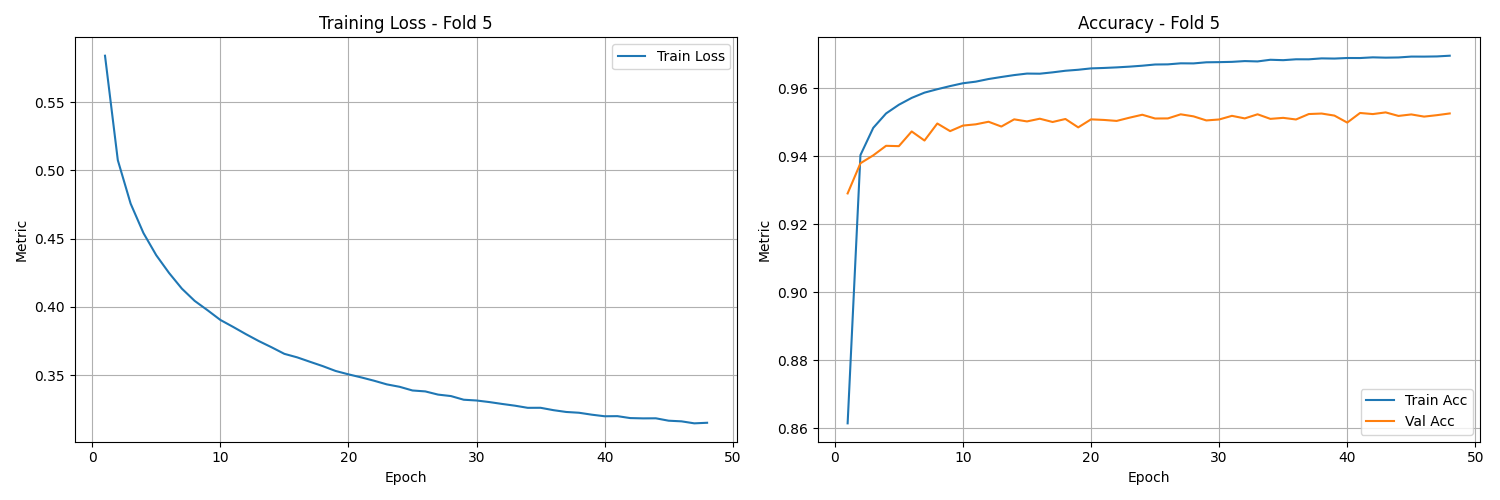 Training Loss - Fold 5
Train Loss
Metric
0.55
0.50
0.45
0.40
0.35
0 10 20 30 40 50
Epoch
Accuracy - Fold 5
Metric
0.96
0.94
0.92
0.90
0.88
0.86
Train Acc
Val Acc
0 10 20 30 40 50
Epoch